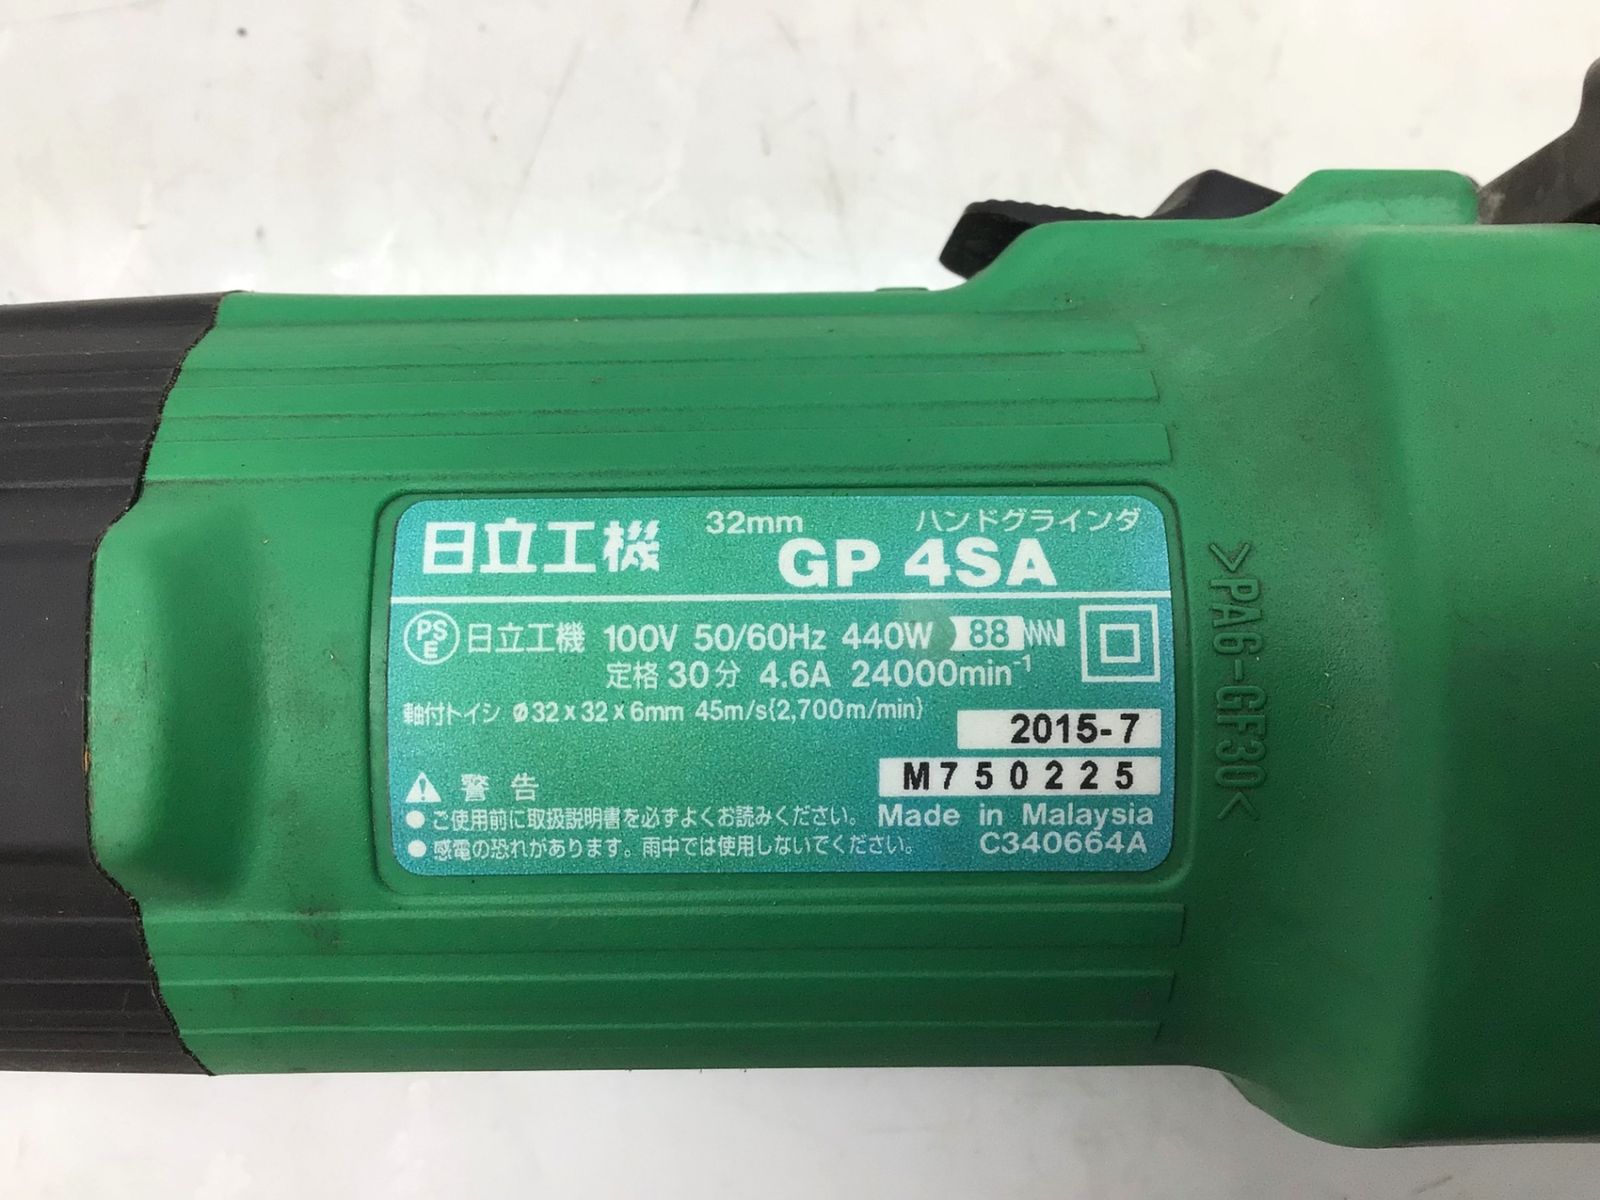 日立工機 32mm ハンドグラインダ
GP 4SA
PS E 日立工機 100V 50/60Hz 440W 88
定格30分 4.6A 24000min⁻¹
軸付トイシ φ32×32×6mm 45m/s{2,700m/min}
2015-7
M750225
警告
● ご使用前に取扱説明書を必ずよくお読みください。 Made in Malaysia
● 感電の恐れがあります。雨中では使用しないでください。 C340664A
>PA6-GF30<